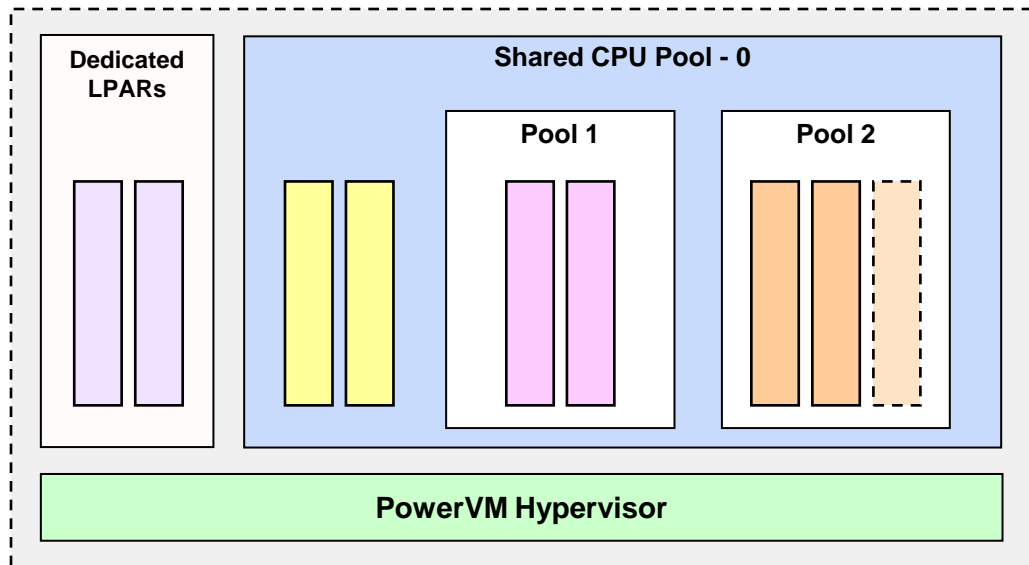 Dedicated
LPARs
Shared CPU Pool - 0
Pool 1
Pool 2
PowerVM Hypervisor